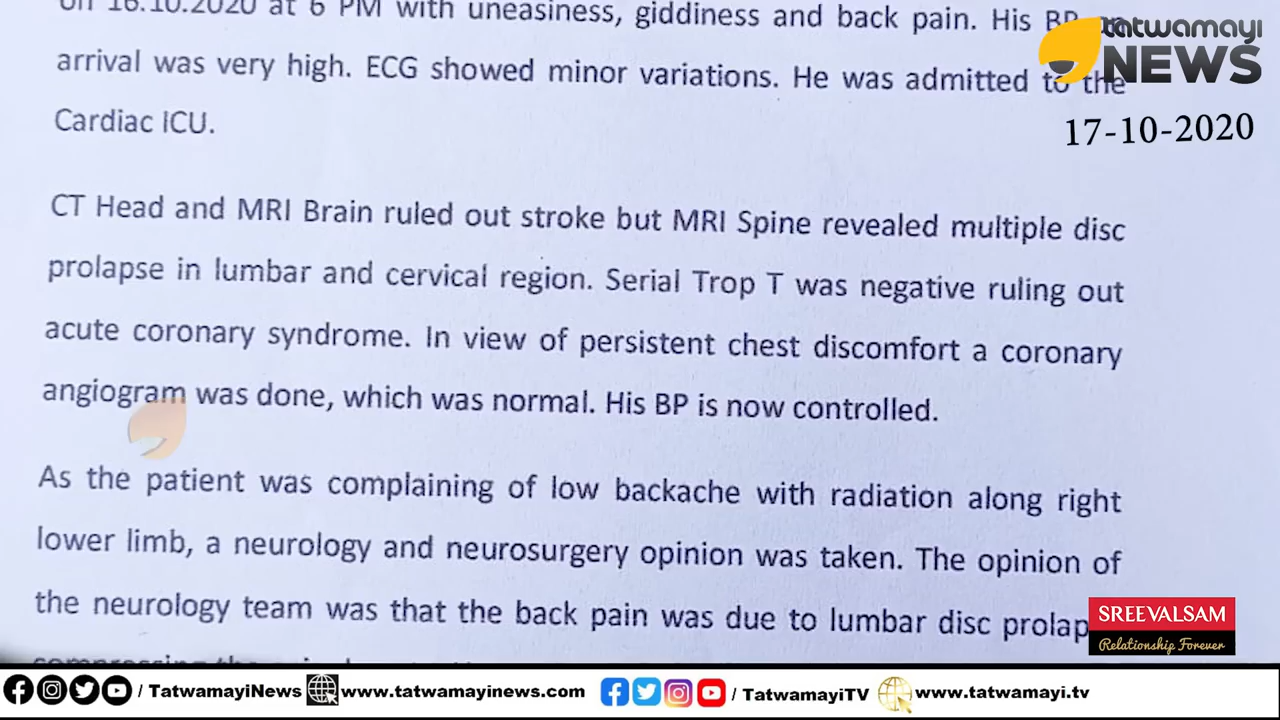 on 16.10.2020 at 6 PM with uneasiness, giddiness and back pain. His BP on
arrival was very high. ECG showed minor variations. He was admitted to the
Cardiac ICU.
CT Head and MRI Brain ruled out stroke but MRI Spine revealed multiple disc
prolapse in lumbar and cervical region. Serial Trop T was negative ruling out
acute coronary syndrome. In view of persistent chest discomfort a coronary
angiogram was done, which was normal. His BP is now controlled.
As the patient was complaining of low backache with radiation along right
lower limb, a neurology and neurosurgery opinion was taken. The opinion of
the neurology team was that the back pain was due to lumbar disc prolap
compressing the
tatwamayi
NEWS
17-10-2020
SREEVALSAM
Relationship Forever
/ TatwamayiNews www.tatwamayinews.com / TatwamayiTV www.tatwamayi.tv